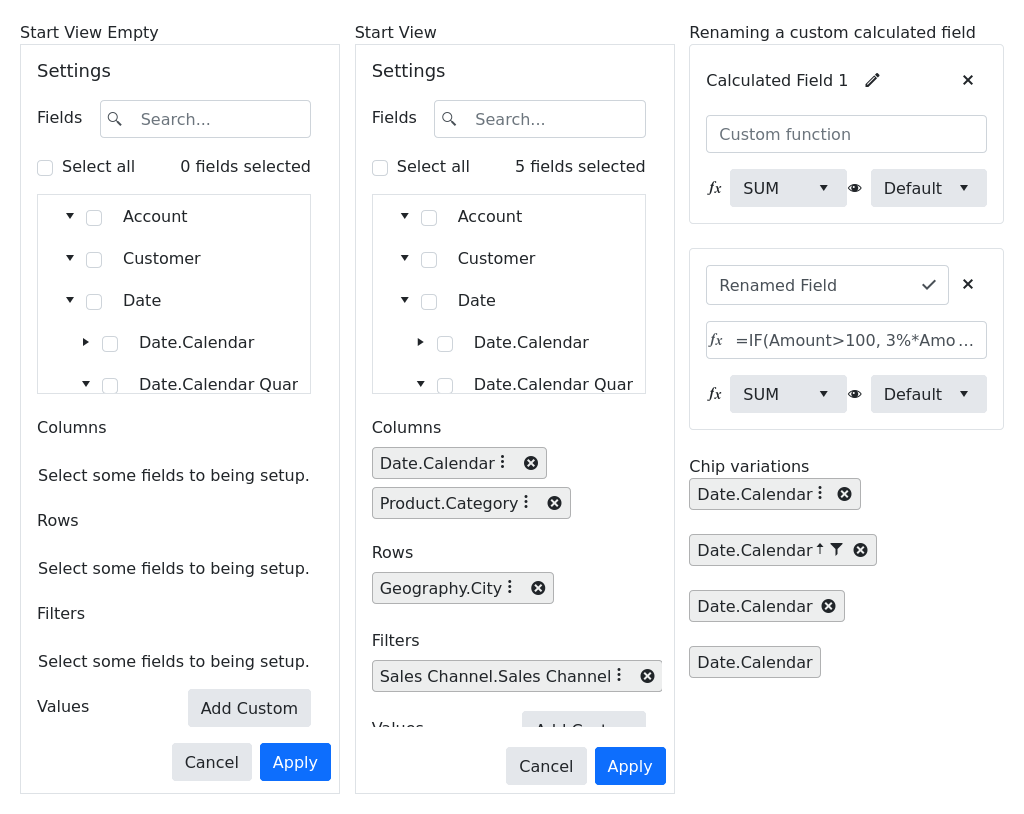 Start View Empty
Settings
Fields
Search...
Select all
0 fields selected
Account
Customer
Date
Date.Calendar
Date.Calendar Quar
Columns
Select some fields to being setup.
Rows
Select some fields to being setup.
Filters
Select some fields to being setup.
Values
Add Custom
Cancel
Apply
Start View
Settings
Fields
Search...
Select all
5 fields selected
Account
Customer
Date
Date.Calendar
Date.Calendar Quar
Columns
Date.Calendar
Product.Category
Rows
Geography.City
Filters
Sales Channel.Sales Channel
Values
Add Custom
Cancel
Apply
Renaming a custom calculated field
Calculated Field 1
Custom function
fx
SUM
Default
Renamed Field
fx
=IF(Amount>100, 3%*Amo...
fx
SUM
Default
Chip variations
Date.Calendar
Date.Calendar
Date.Calendar
Date.Calendar